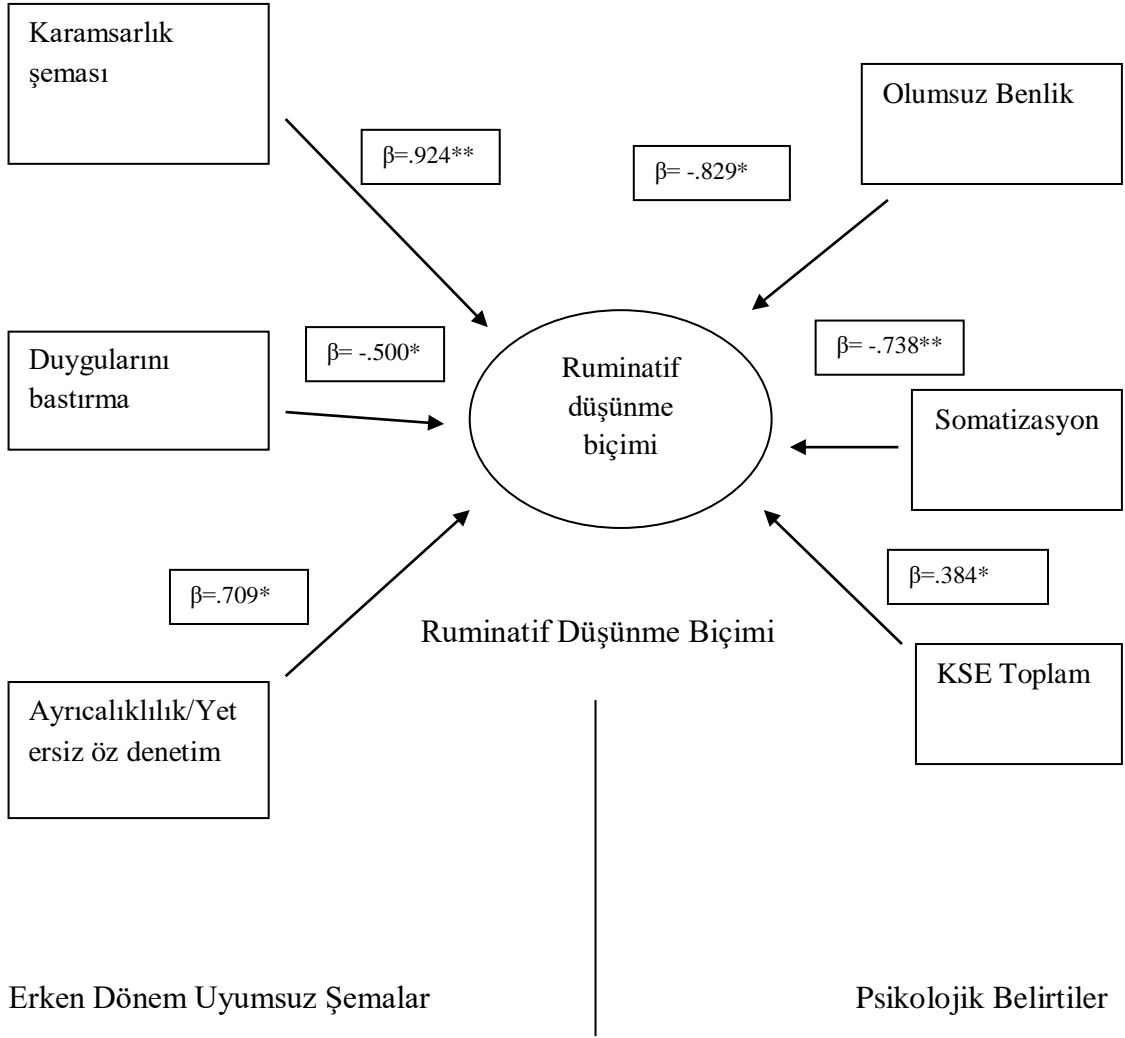 Karamsarlık
şeması
Olumsuz Benlik
β=.924**
β= -.829*
Duygularını
bastırma
β= -.500*
Ruminatif
düşünme
biçimi
β= -.738**
Somatizasyon
β=.709*
β=.384*
Ruminatif Düşünme Biçimi
Ayrıcalıklılık/Yet
ersiz öz denetim
KSE Toplam
Erken Dönem Uyumsuz Şemalar
Psikolojik Belirtiler